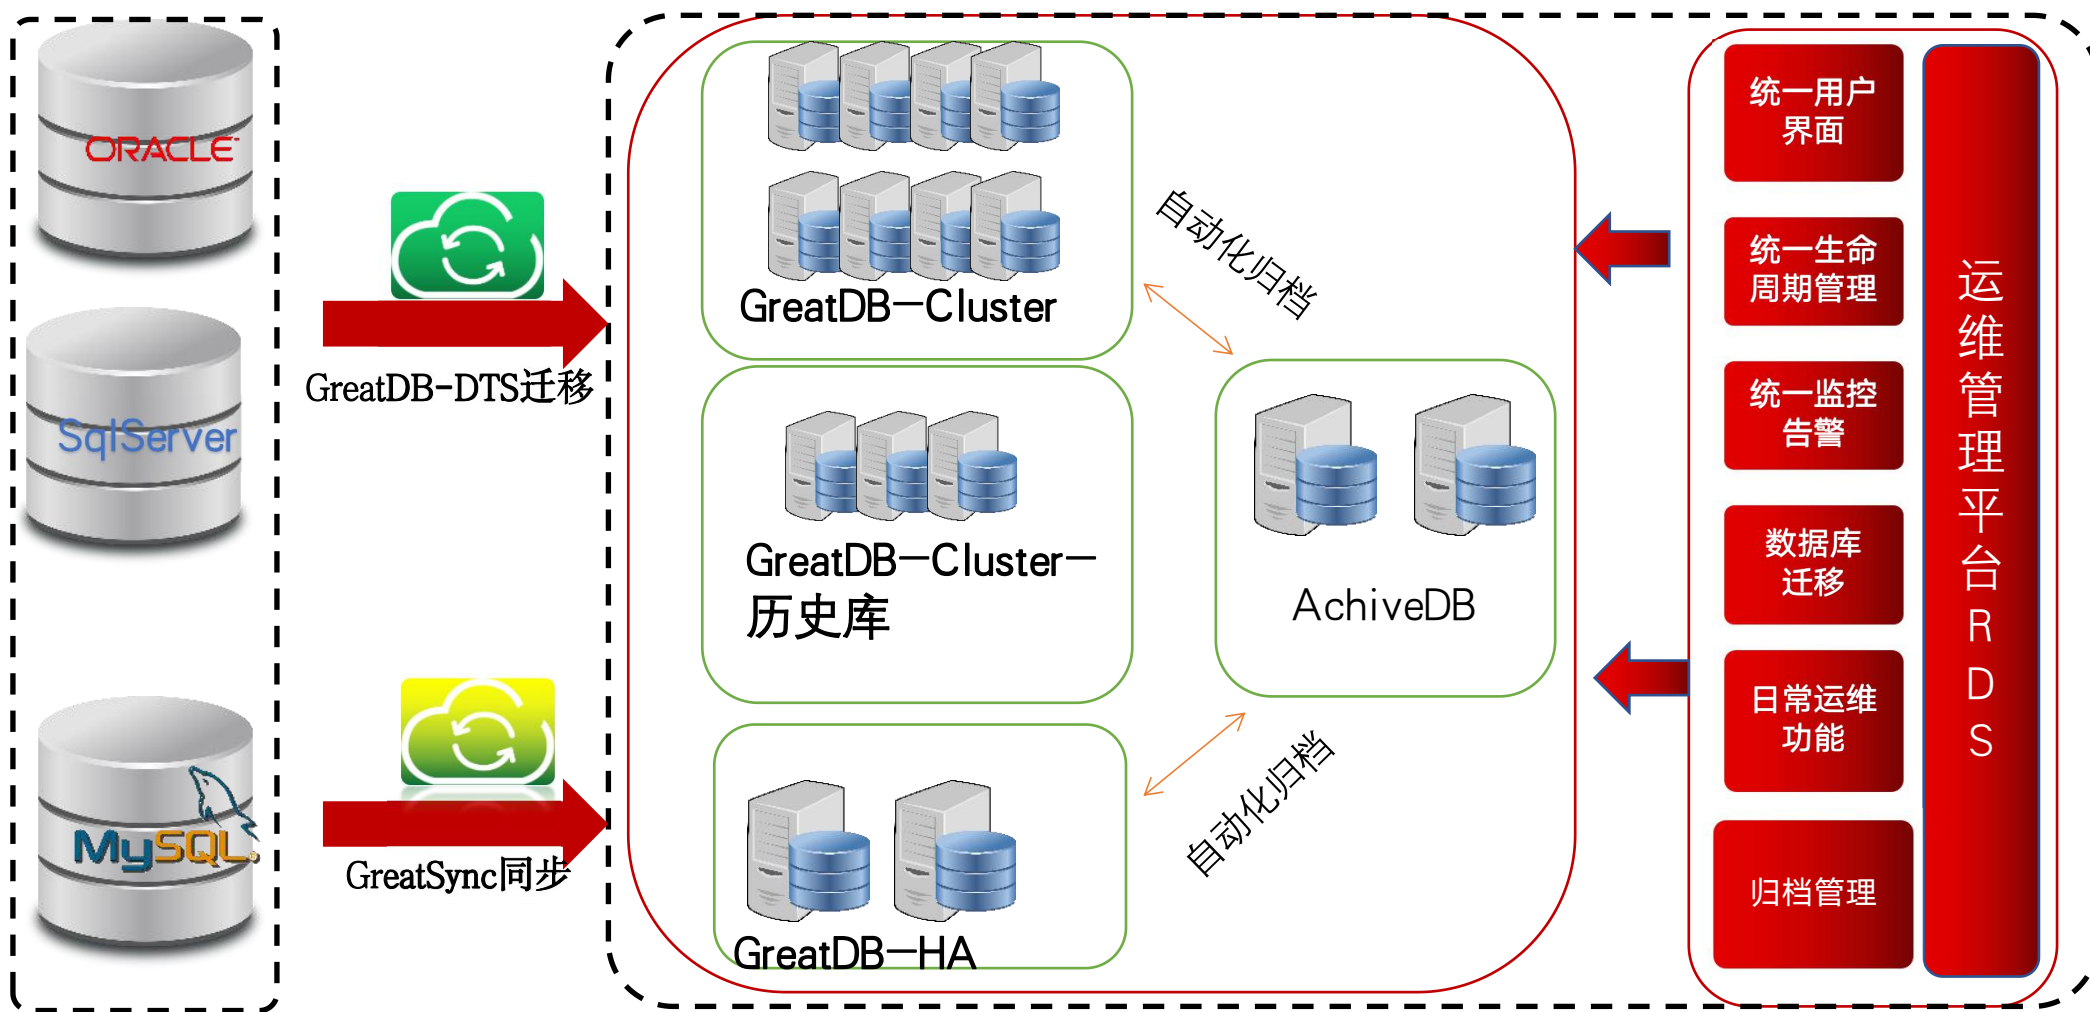 ORACLE
SqlServer
MySQL
GreatDB-DTS迁移
GreatSync同步
GreatDB-Cluster
GreatDB-Cluster-
历史库
GreatDB-HA
自动化归档
AchiveDB
自动化归档
统一用户
界面
统一生命
周期管理
统一监控
告警
数据库
迁移
日常运维
功能
归档管理
运维管理平台RDS